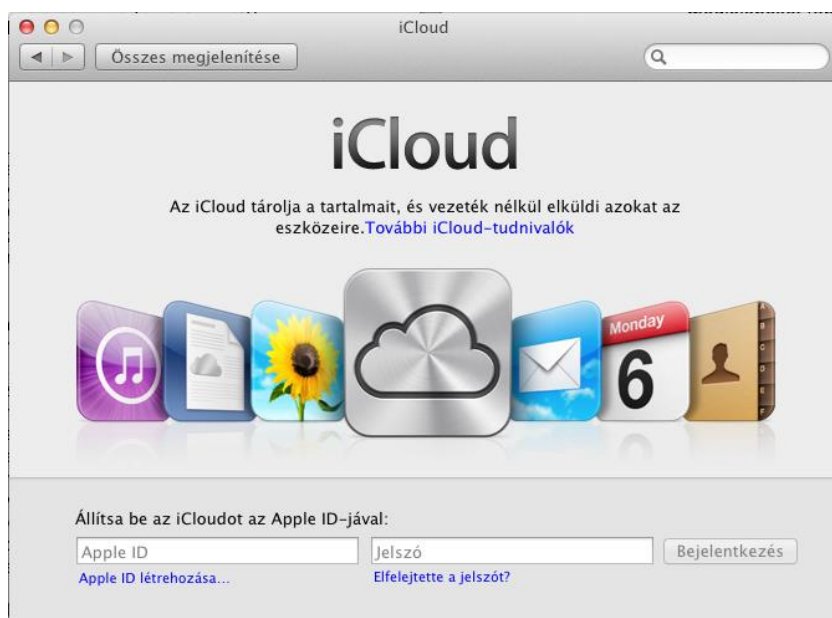 iCloud
Összes megjelenítése
iCloud
Az iCloud tárolja a tartalmait, és vezeték nélkül elküldi azokat az
eszközeire.További iCloud-tudnivalók
Monday
6
A
B
C
D
E
F
Állítsa be az iCloudot az Apple ID-jával:
Apple ID
Jelszó
Bejelentkezés
Apple ID létrehozása...
Elfelejtette a jelszót?